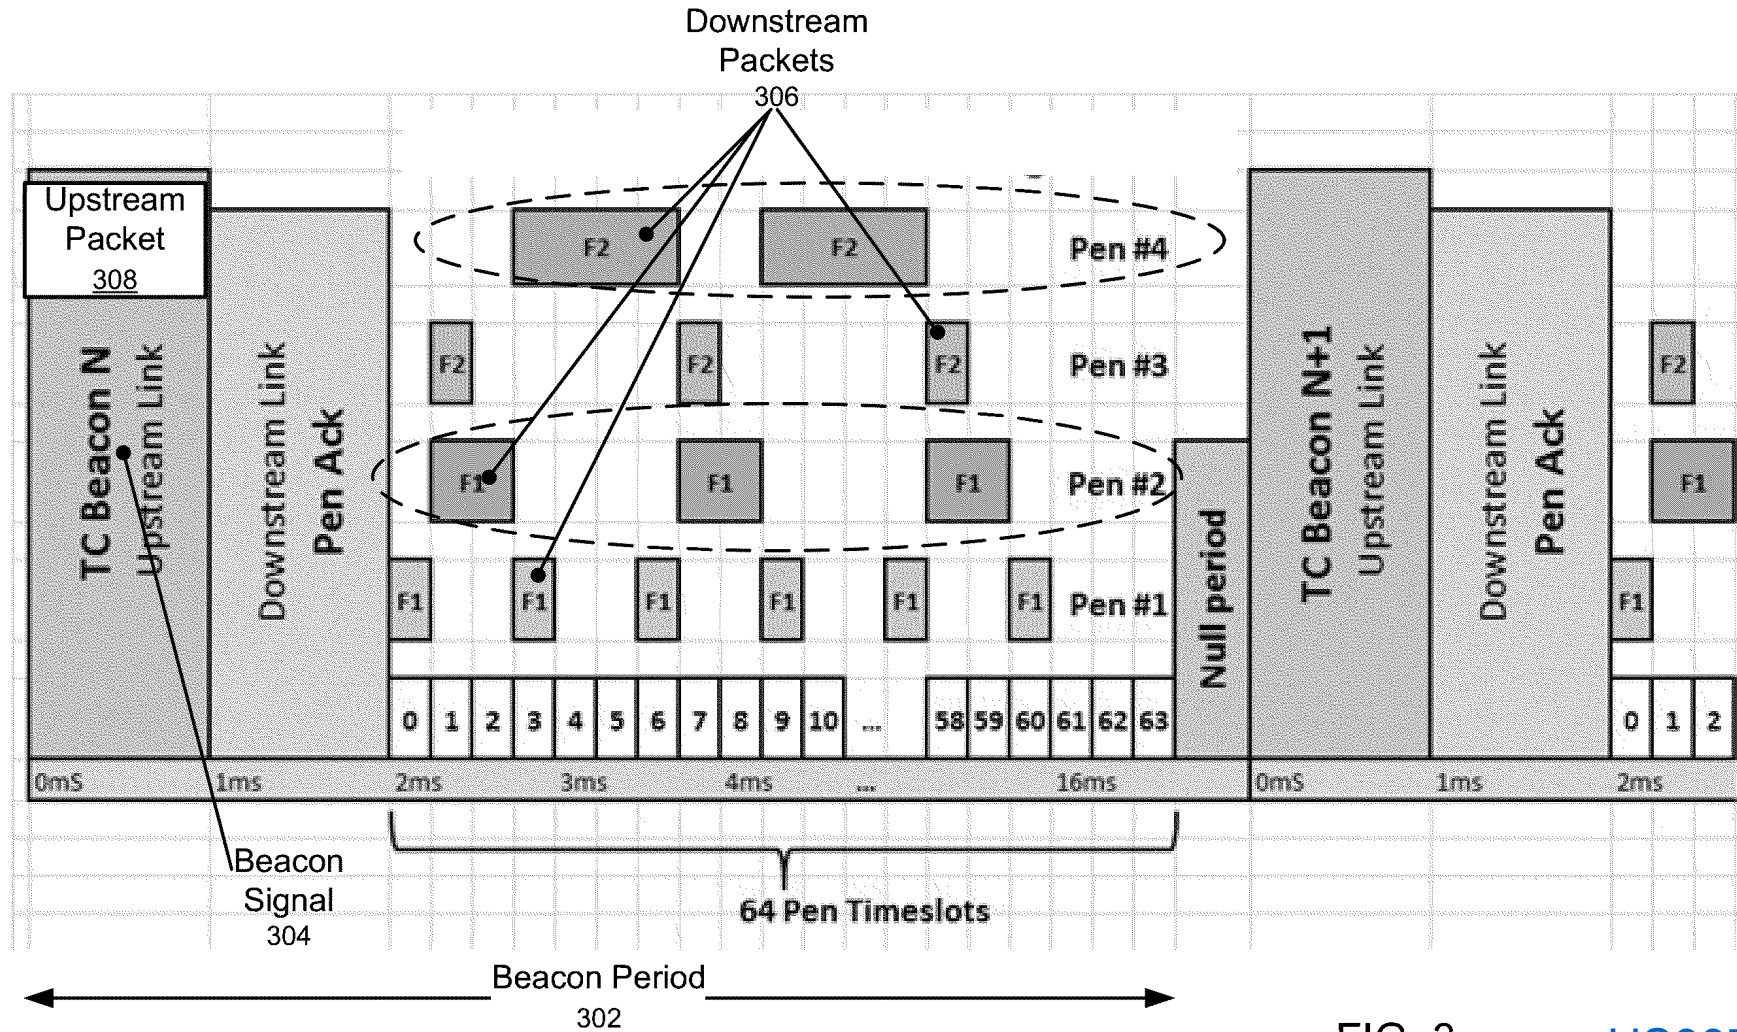 Downstream
Packets
306
Upstream
Packet
308
TC Beacon N
Upstream Link
Downstream Link
Pen Ack
F2 F2 Pen #4
F2 F2 F2 Pen #3
F1 F1 F1 Pen #2
F1 F1 F1 F1 F1 F1 Pen #1
Null period
TC Beacon N+1
Upstream Link
Downstream Link
Pen Ack
F2
F1
F1
0 1 2 3 4 5 6 7 8 9 10 ... 58 59 60 61 62 63
0 1 2
0mS 1ms 2ms 3ms 4ms ... 16ms 0mS 1ms 2ms
Beacon
Signal
304
64 Pen Timeslots
Beacon Period
302